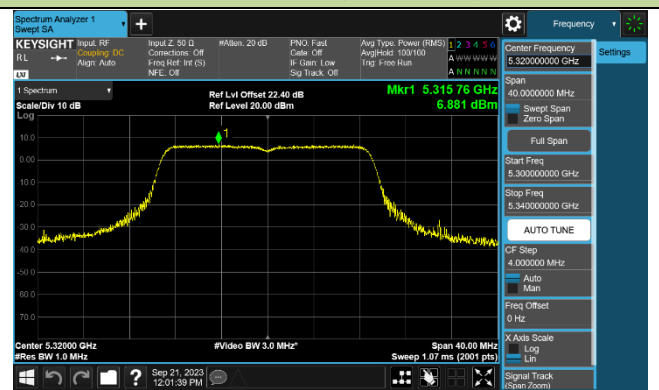 Spectrum Analyzer 1
Swept SA
+
Frequency
KEYSIGHT
Input: RF
Input Z: 50 Ω
#Atten: 20 dB
PNO: Fast
Avg Type: Power (RMS)
1 2 3 4 5 6
RL
Coupling: DC
Corrections: Off
Gate: Off
Avg|Hold: 100/100
A W W W W W
Align: Auto
Freq Ref: Int (S)
IF Gain: Low
Trig: Free Run
LXI
NFE: Off
Sig Track: Off
A N N N N N
1 Spectrum
Ref Lvl Offset 22.40 dB
Mkr1 5.315 76 GHz
Scale/Div 10 dB
Ref Level 20.00 dBm
6.881 dBm
Log
1
10.0
0.00
-10.0
-20.0
-30.0
-40.0
-50.0
-60.0
-70.0
Center 5.32000 GHz
#Video BW 3.0 MHz*
Span 40.00 MHz
#Res BW 1.0 MHz
Sweep 1.07 ms (2001 pts)
Center Frequency
5.320000000 GHz
Settings
Span
40.0000000 MHz
Swept Span
Zero Span
Full Span
Start Freq
5.300000000 GHz
Stop Freq
5.340000000 GHz
AUTO TUNE
CF Step
4.000000 MHz
Auto
Man
Freq Offset
0 Hz
X Axis Scale
Log
Lin
Signal Track
(Span Zoom)
?
Sep 21, 2023
12:01:39 PM